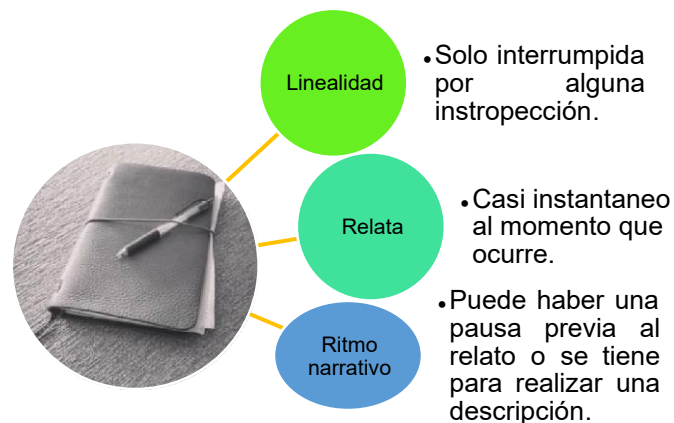 Linealidad
•Solo interrumpida
por alguna
instropección.
Relata
•Casi instantaneo
al momento que
ocurre.
Ritmo
narrativo
•Puede haber una
pausa previa al
relato o se tiene
para realizar una
descripción.